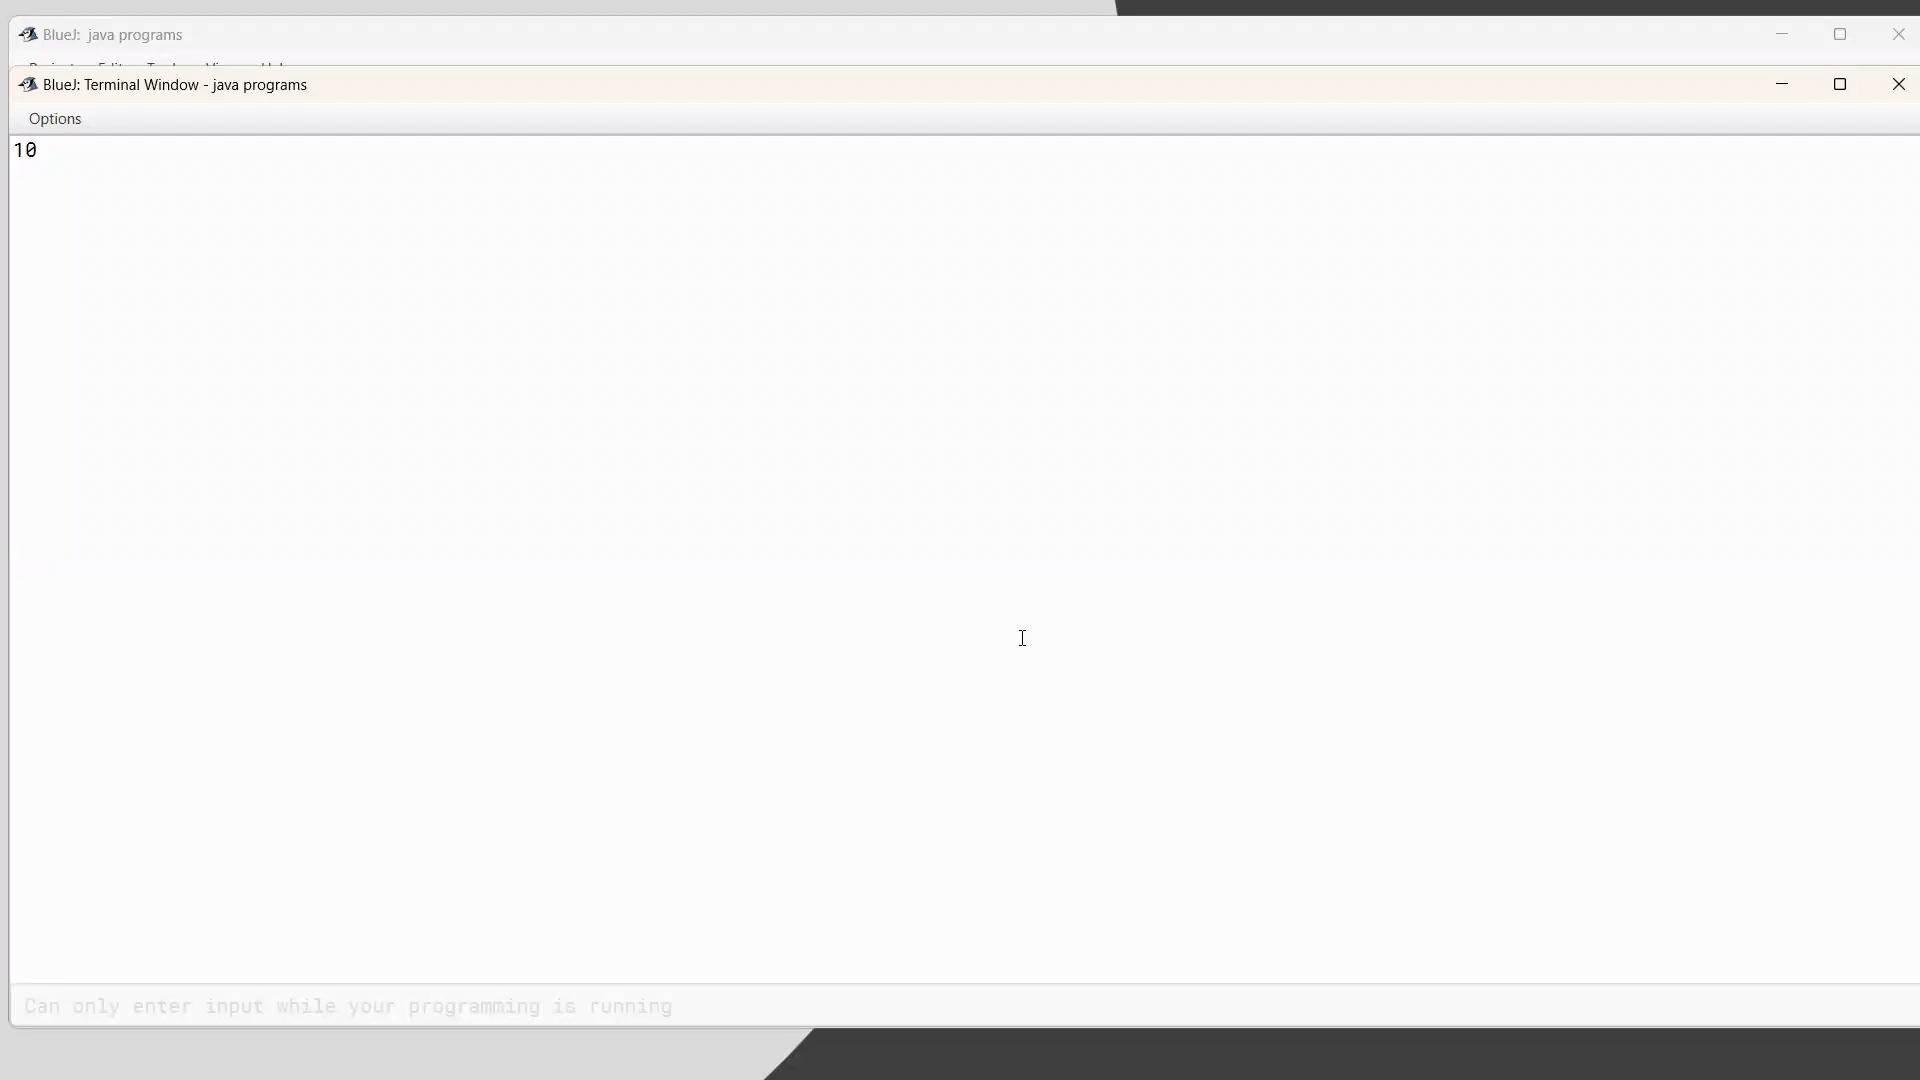 BlueJ: java programs
BlueJ: Terminal Window - java programs
Options
10
Can only enter input while your programming is running